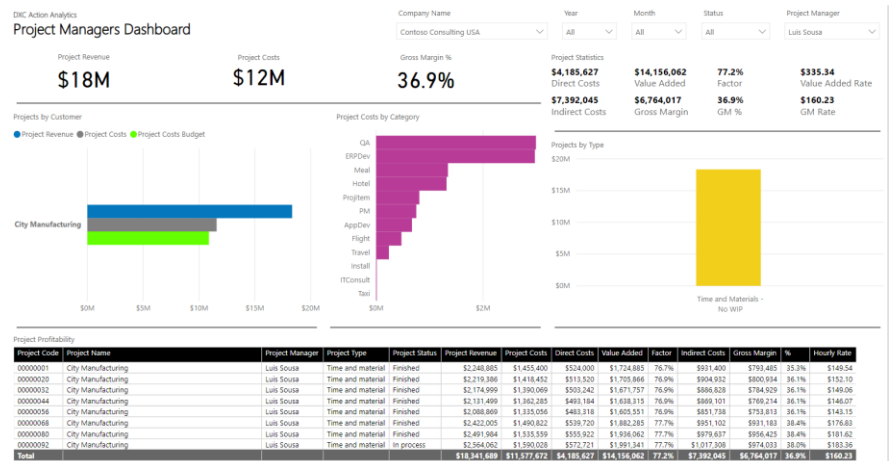 DXC Action Analytics
Project Managers Dashboard
Company Name
Contoso Consulting USA
Year
All
Month
All
Status
All
Project Manager
Luis Sousa
Project Revenue
$18M
Project Costs
$12M
Gross Margin %
36.9%
Project Statistics
$4,185,627 $14,156,062 77.2% $335.34
Direct Costs Value Added Factor Value Added Rate
$7,392,045 $6,764,017 36.9% $160.23
Indirect Costs Gross Margin GM % GM Rate
Projects by Customer
Project Revenue Project Costs Project Costs Budget
City Manufacturing
$0M $5M $10M $15M $20M
Project Costs by Category
QA
ERPDev
Meal
Hotel
ProjItem
PM
AppDev
Flight
Travel
Install
ITConsult
Taxi
$0M $2M
Projects by Type
$20M
$15M
$10M
$5M
$0M
Time and Materials -
No WIP
Project Profitability
Project Code Project Name Project Manager Project Type Project Status Project Revenue Project Costs Direct Costs Value Added Factor Indirect Costs Gross Margin % Hourly Rate
00000001 City Manufacturing Luis Sousa Time and material Finished $2,248,885 $1,455,400 $524,000 $1,724,885 76.7% $931,400 $793,485 35.3% $149.54
00000020 City Manufacturing Luis Sousa Time and material Finished $2,219,386 $1,418,452 $513,520 $1,705,866 76.9% $904,932 $800,934 36.1% $152.10
00000032 City Manufacturing Luis Sousa Time and material Finished $2,174,999 $1,390,069 $503,242 $1,671,757 76.9% $886,828 $784,929 36.1% $149.06
00000044 City Manufacturing Luis Sousa Time and material Finished $2,131,499 $1,362,285 $493,184 $1,638,315 76.9% $869,101 $769,214 36.1% $146.07
00000056 City Manufacturing Luis Sousa Time and material Finished $2,088,869 $1,335,056 $483,318 $1,605,551 76.9% $851,738 $753,813 36.1% $143.15
00000068 City Manufacturing Luis Sousa Time and material Finished $2,422,005 $1,490,822 $539,720 $1,882,285 77.7% $951,102 $931,183 38.4% $176.83
00000080 City Manufacturing Luis Sousa Time and material Finished $2,491,984 $1,535,559 $555,922 $1,936,062 77.7% $979,637 $956,425 38.4% $181.62
00000092 City Manufacturing Luis Sousa Time and material In process $2,564,062 $1,590,028 $572,721 $1,991,341 77.7% $1,017,308 $974,033 38.0% $183.36
Total $18,341,689 $11,577,672 $4,185,627 $14,156,062 77.2% $7,392,045 $6,764,017 36.9% $160.23